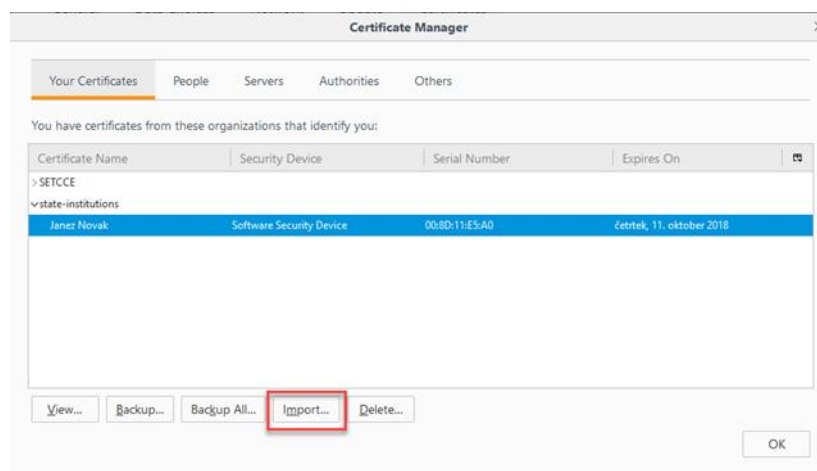 Certificate Manager
Your Certificates People Servers Authorities Others
You have certificates from these organizations that identify you:
Certificate Name Security Device Serial Number Expires On
SETCCE
state-institutions
Janez Novak Software Security Device 00:8D:11:E5:A0 četrtek, 11. oktober 2018
View... Backup... Backup All... Import... Delete...
OK